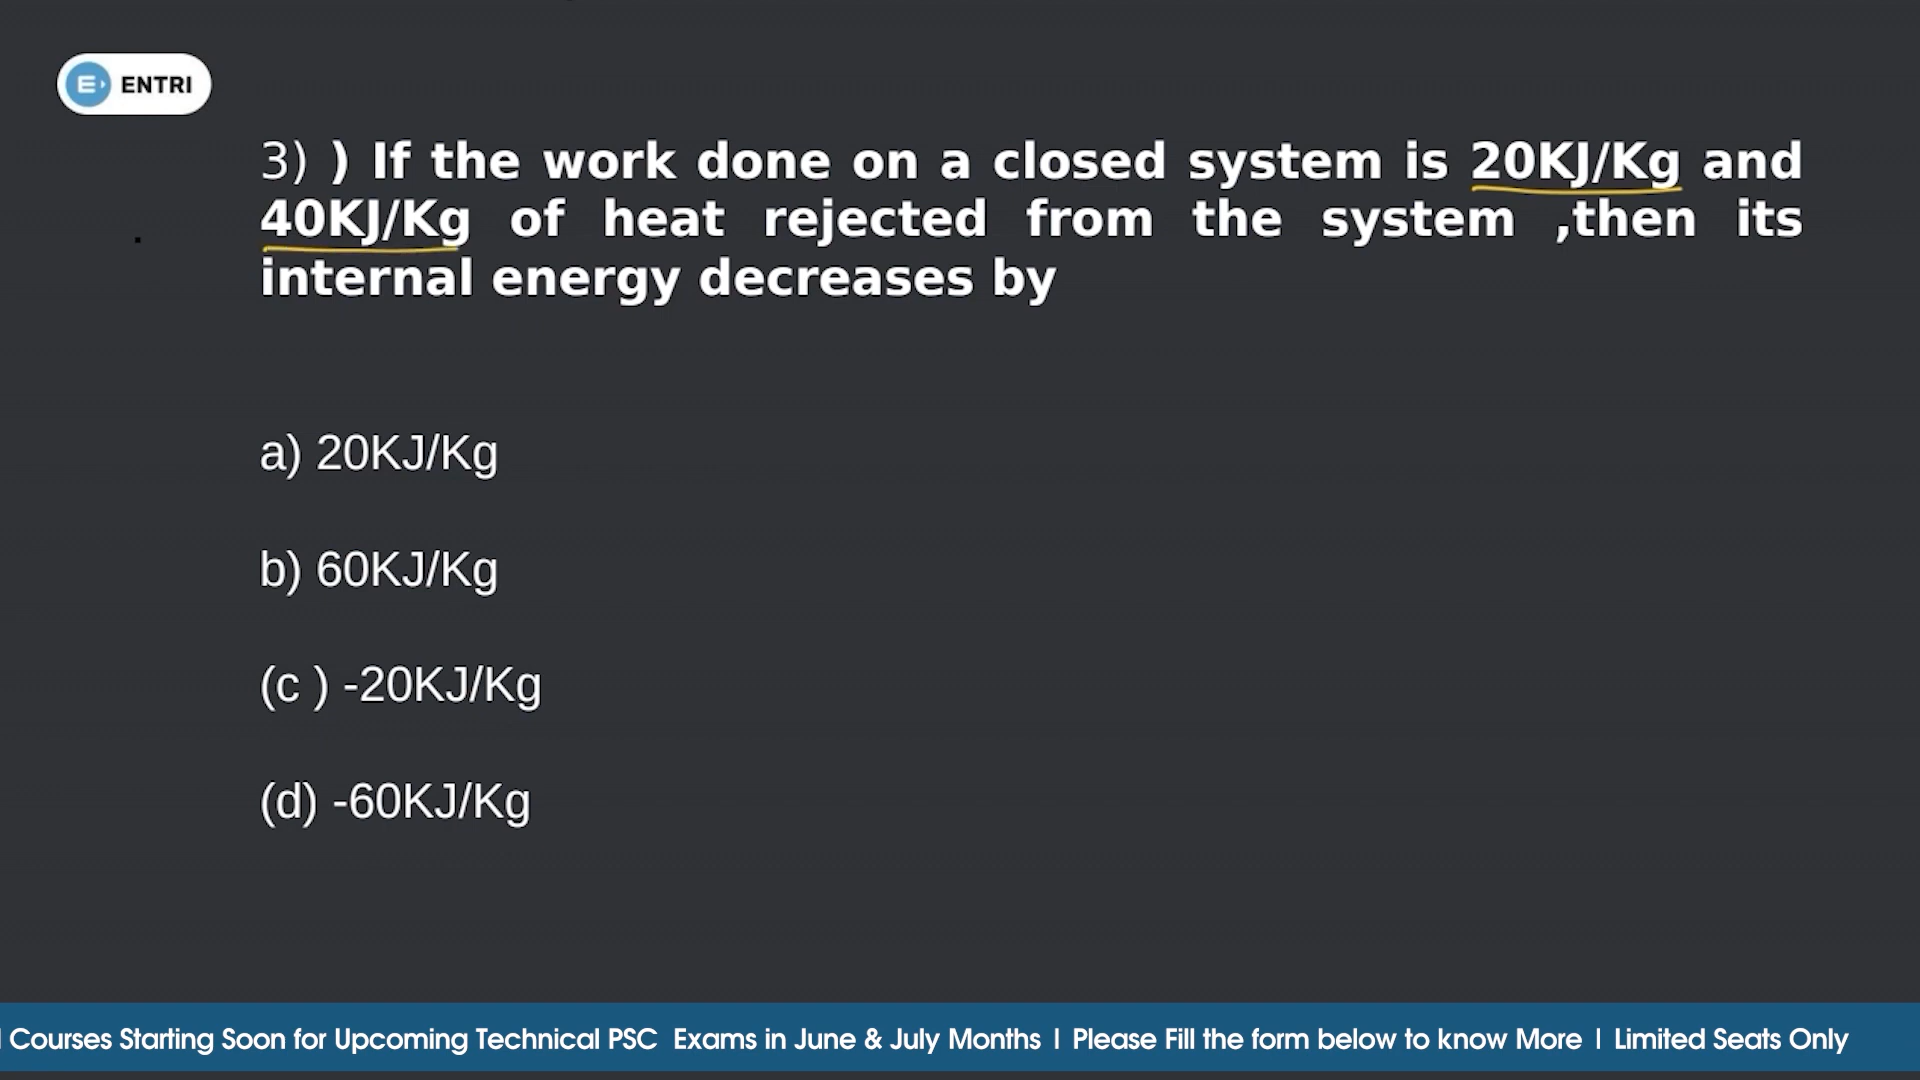 ENTRI
3) ) If the work done on a closed system is 20KJ/Kg and
40KJ/Kg of heat rejected from the system ,then its
internal energy decreases by
a) 20KJ/Kg
b) 60KJ/Kg
(c ) -20KJ/Kg
(d) -60KJ/Kg
Courses Starting Soon for Upcoming Technical PSC Exams in June & July Months | Please Fill the form below to know More | Limited Seats Only